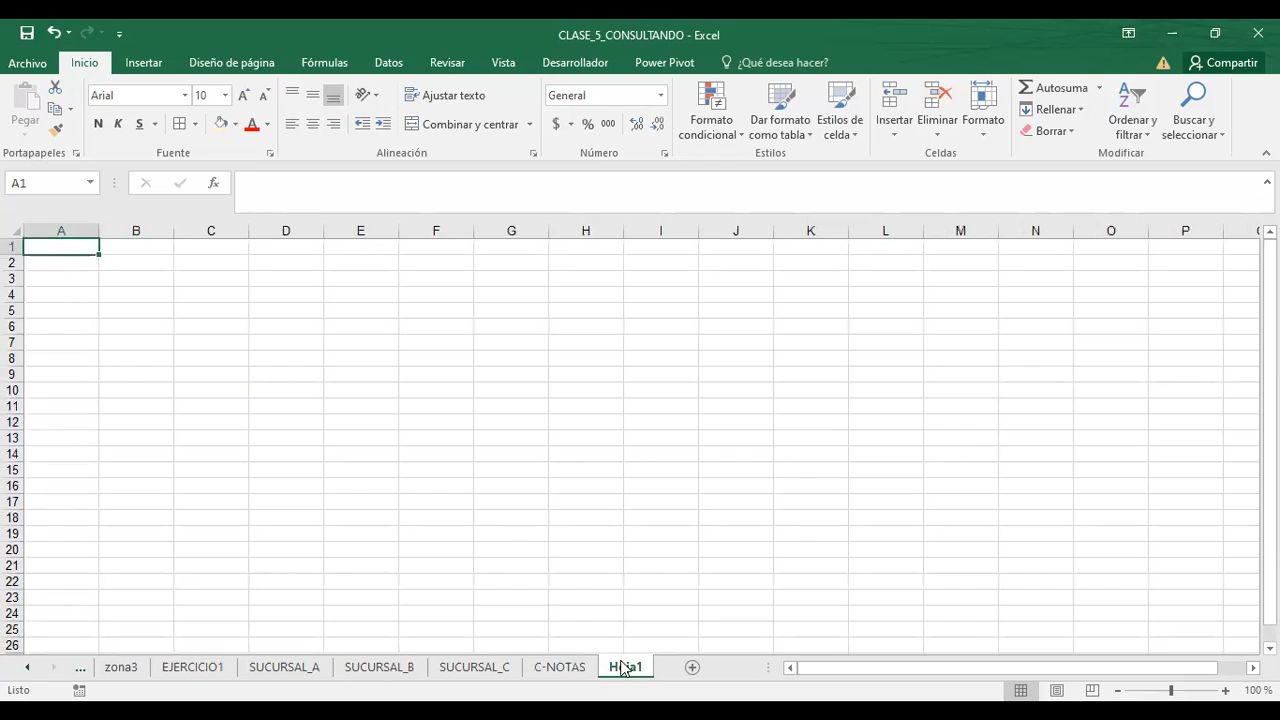 CLASE_5_CONSULTANDO - Excel
Archivo Inicio Insertar Diseño de página Fórmulas Datos Vista Revisar Desarrollador Power Pivot ¿Qué desea hacer? Compartir
Pegar
Portapapeles
Arial 10
N K S
Fuente
Ajustar texto
Combinar y centrar
Alineación
General
$ % 000
Número
Formato condicional
Dar formato como tabla
Estilos de celda
Estilos
Insertar Eliminar Formato
Celdas
Autosuma
Rellenar
Borrar
Ordenar y filtrar
Buscar y seleccionar
Modificar
A1 fx
A B C D E F G H I J K L M N O P
1
2
3
4
5
6
7
8
9
10
11
12
13
14
15
16
17
18
19
20
21
22
23
24
25
26
... zona3 EJERCICIO1 SUCURSAL_A SUCURSAL_B SUCURSAL_C C-NOTAS Hoja1
Listo 100 %